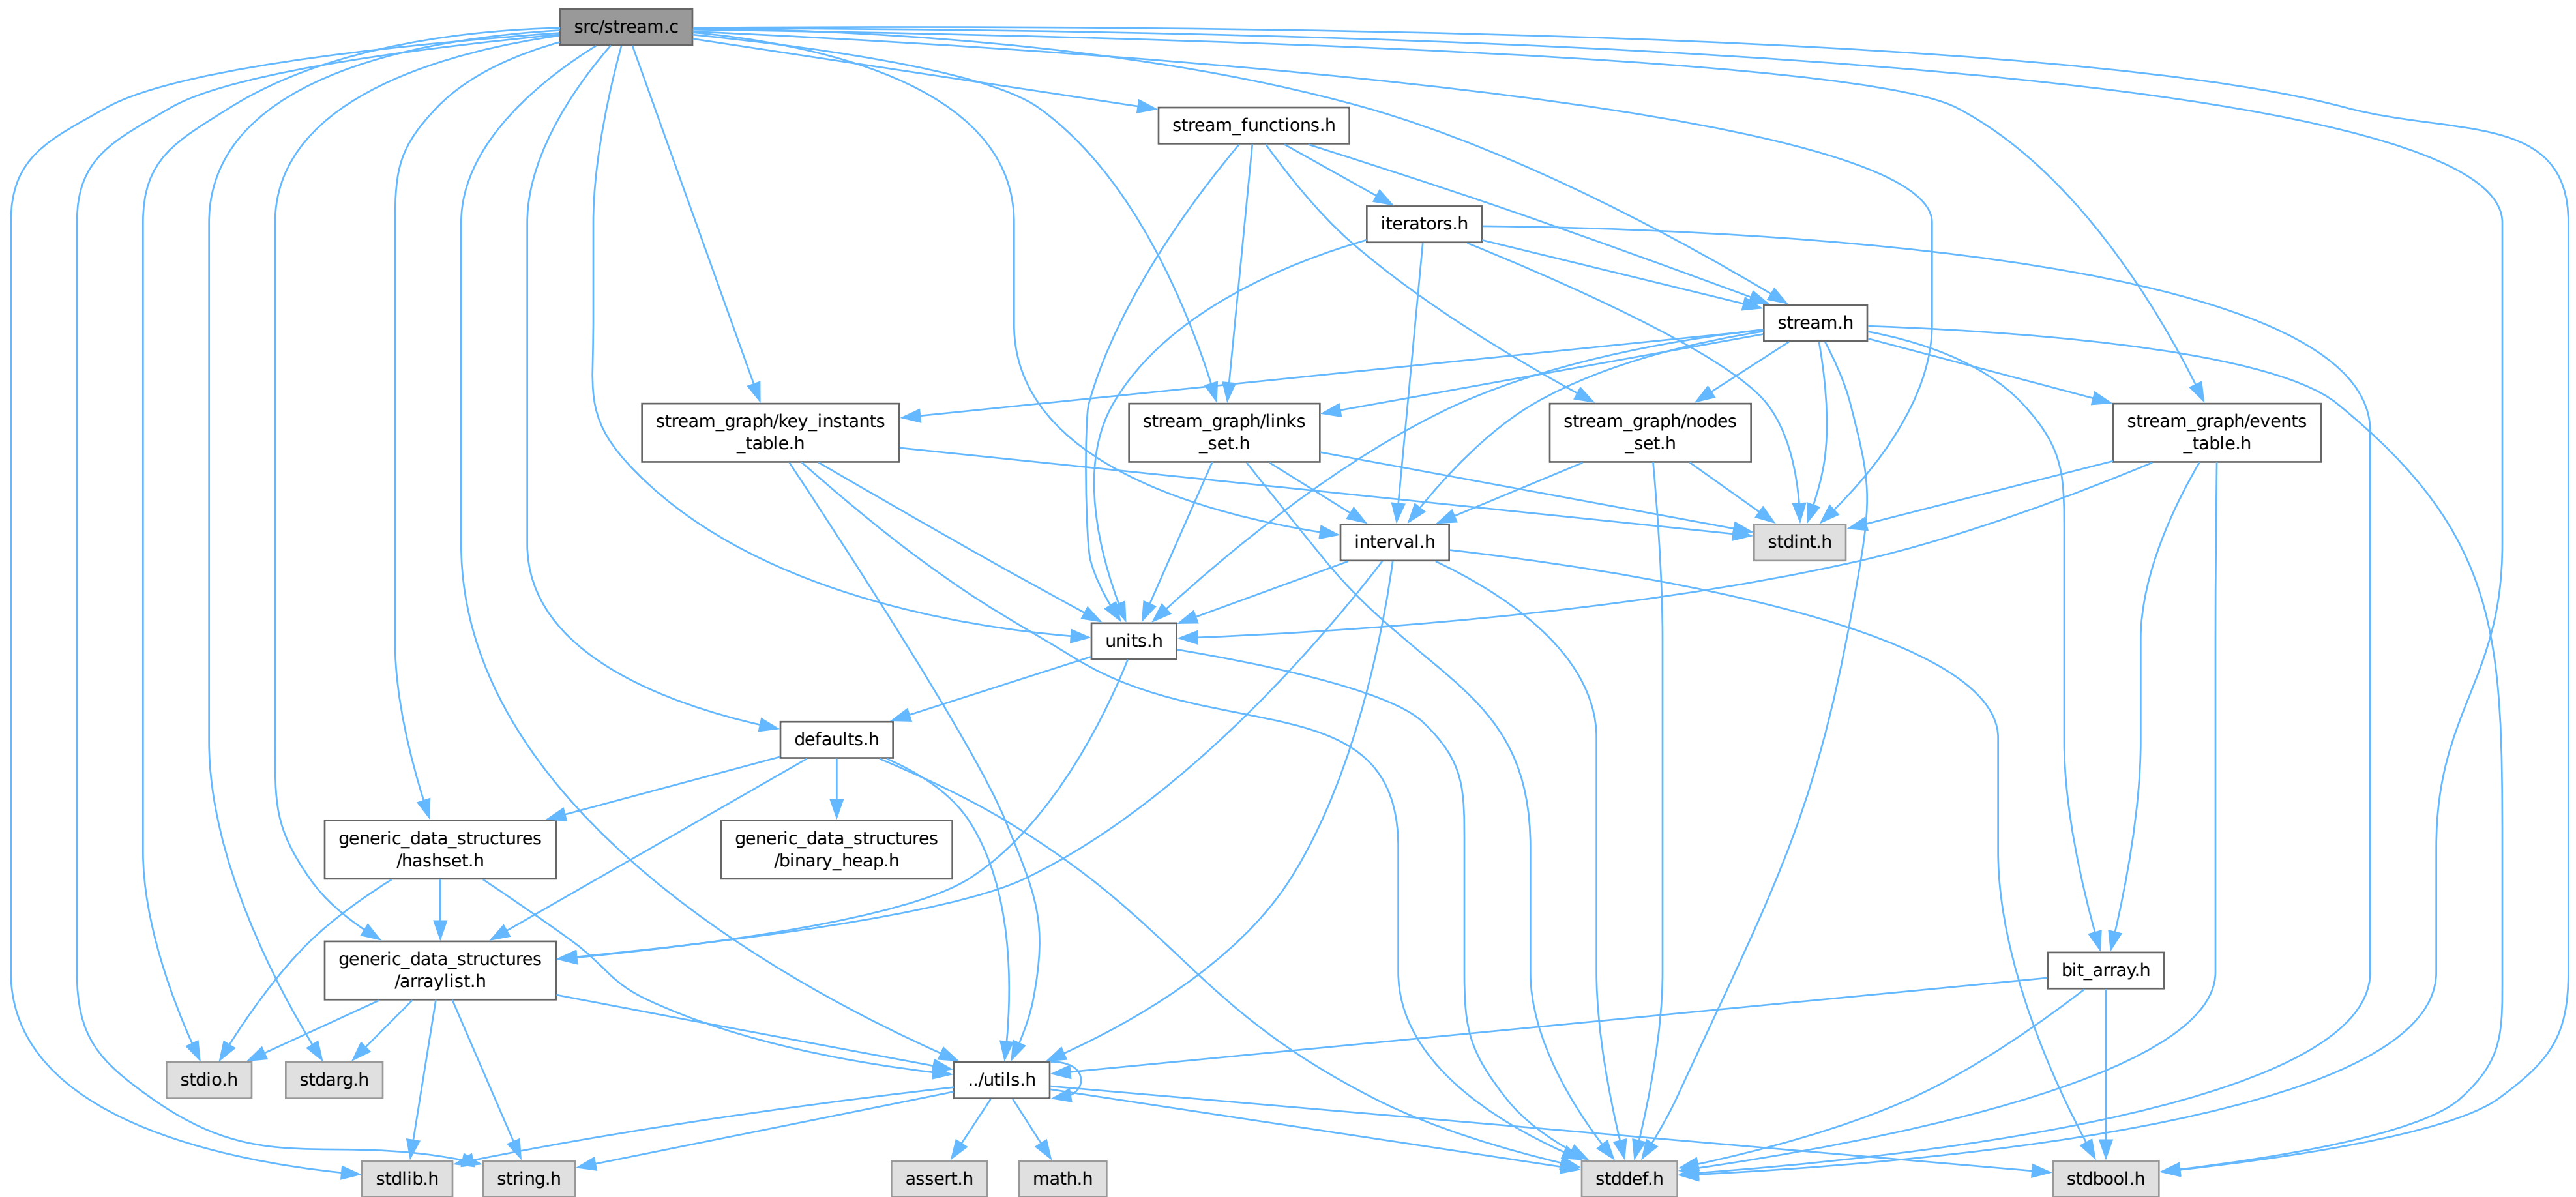 src/stream.c
stream_functions.h
iterators.h
stream.h
stream_graph/key_instants
_table.h
stream_graph/links
_set.h
stream_graph/nodes
_set.h
stream_graph/events
_table.h
interval.h
stdint.h
units.h
defaults.h
generic_data_structures
/hashset.h
generic_data_structures
/binary_heap.h
generic_data_structures
/arraylist.h
bit_array.h
stdio.h
stdarg.h
../utils.h
stdlib.h
string.h
assert.h
math.h
stddef.h
stdbool.h